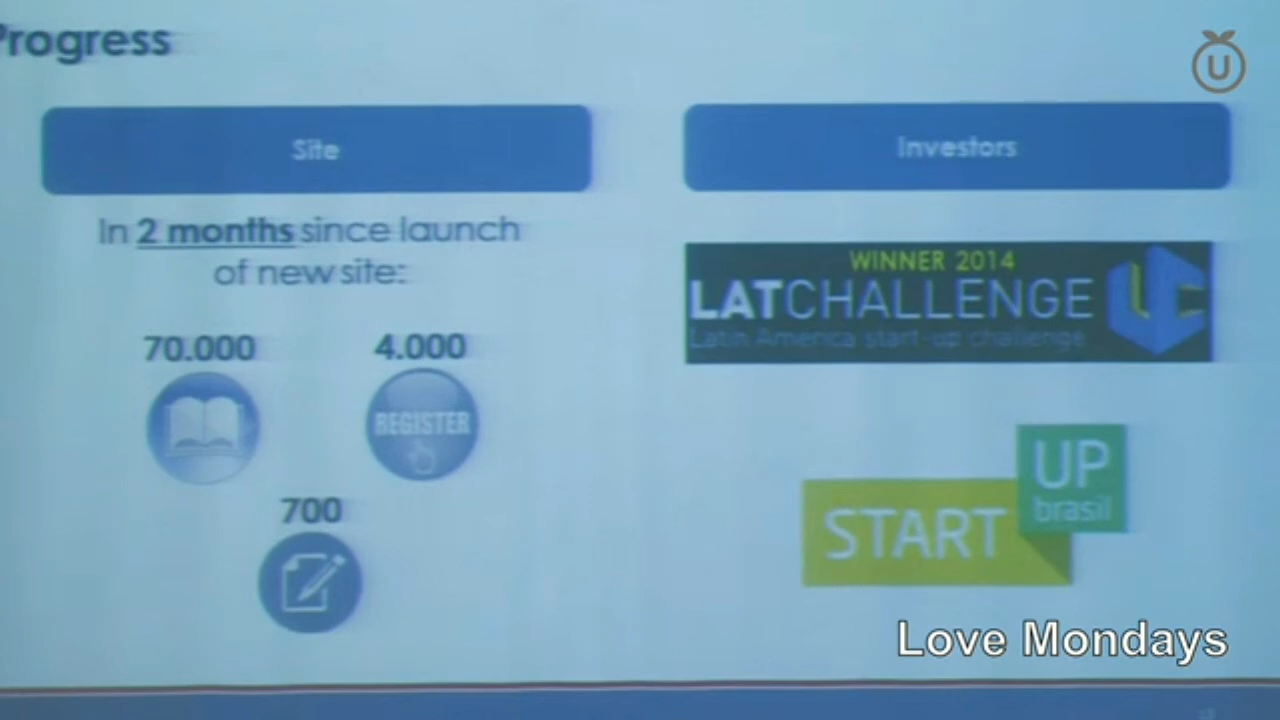 Progress
U
Site
Investors
In 2 months since launch
of new site:
WINNER 2014
LATCHALLENGE
Latin America start-up challenge
70.000
4.000
REGISTER
UP
brasil
START
700
Love Mondays